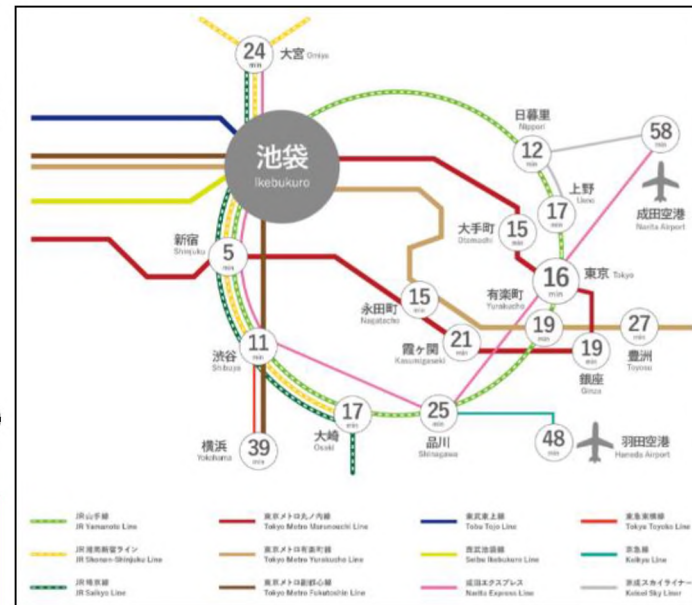 24
min
大宮 Omiya
池袋
Ikebukuro
日暮里
Nippori
12
min
58
min
成田空港
Narita Airport
上野
Ueno
17
min
大手町
Otemachi
15
min
新宿
Shinjuku
5
min
16
min
東京 Tokyo
有楽町
Yurakucho
19
min
永田町
Nagatacho
15
min
霞ヶ関
Kasumigaseki
21
min
27
min
豊洲
Toyosu
19
min
銀座
Ginza
渋谷
Shibuya
11
min
17
min
大崎
Osaki
25
min
品川
Shinagawa
48
min
羽田空港
Haneda Airport
横浜
Yokohama
39
min
JR山手線
JR Yamanote Line
東京メトロ丸ノ内線
Tokyo Metro Marunouchi Line
東武東上線
Tobu Tojo Line
東急東横線
Tokyu Toyoko Line
JR湘南新宿ライン
JR Shonan-Shinjuku Line
東京メトロ有楽町線
Tokyo Metro Yurakucho Line
西武池袋線
Seibu Ikebukuro Line
京急線
Keikyu Line
JR埼京線
JR Saikyo Line
東京メトロ副都心線
Tokyo Metro Fukutoshin Line
成田エクスプレス
Narita Express Line
京成スカイライナー
Keisei Sky Liner